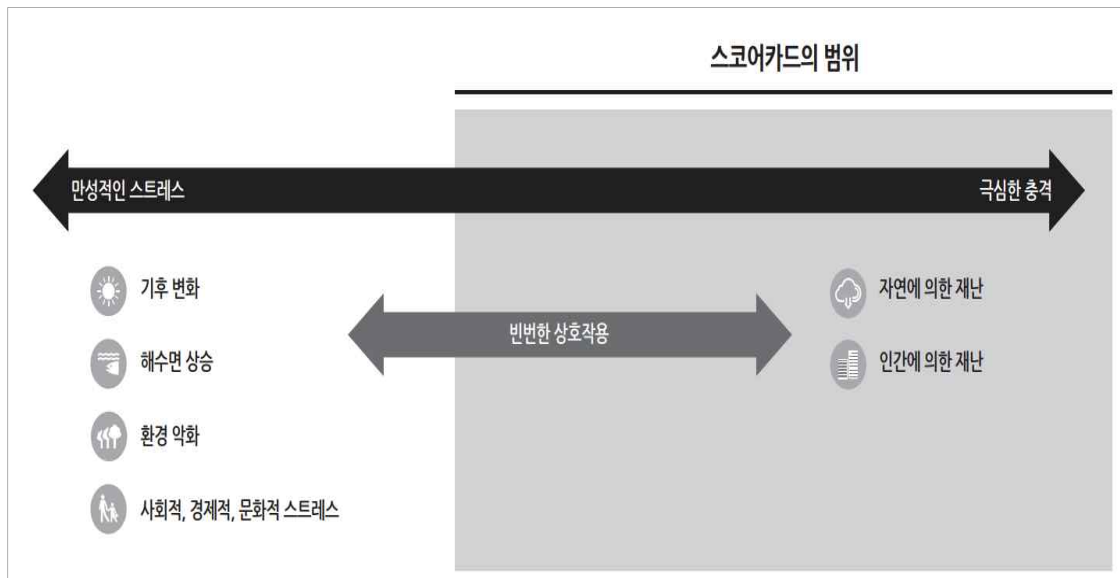 스코어카드의 범위
만성적인 스트레스
극심한 충격
기후 변화
해수면 상승
환경 악화
사회적, 경제적, 문화적 스트레스
빈번한 상호작용
자연에 의한 재난
인간에 의한 재난